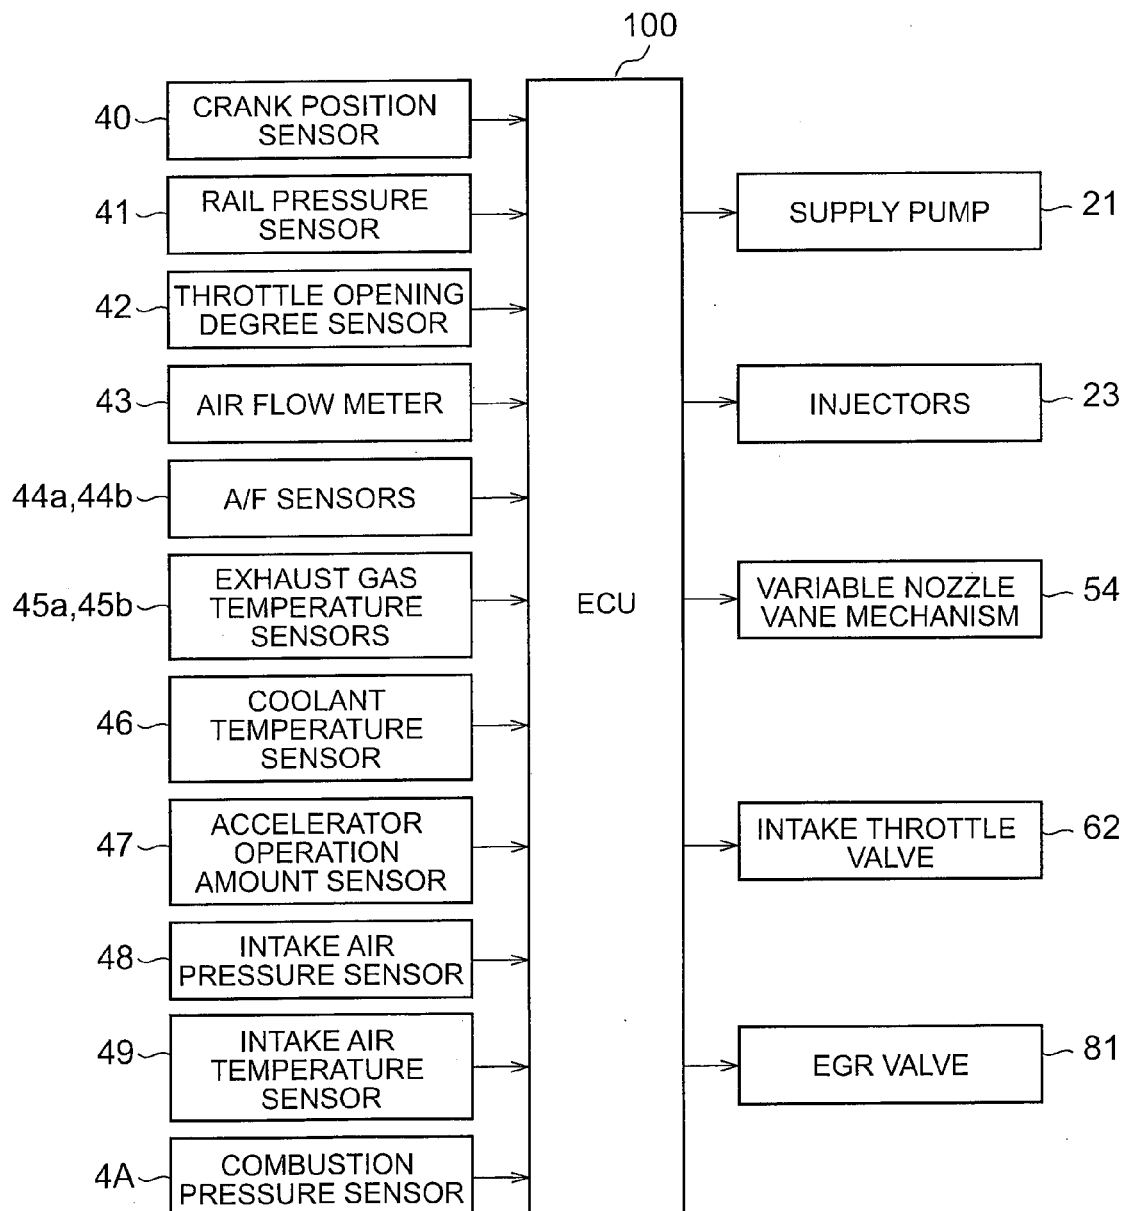 100
40
CRANK POSITION
SENSOR
41
RAIL PRESSURE
SENSOR
42
THROTTLE OPENING
DEGREE SENSOR
43
AIR FLOW METER
44a,44b
A/F SENSORS
45a,45b
EXHAUST GAS
TEMPERATURE
SENSORS
46
COOLANT
TEMPERATURE
SENSOR
47
ACCELERATOR
OPERATION
AMOUNT SENSOR
48
INTAKE AIR
PRESSURE SENSOR
49
INTAKE AIR
TEMPERATURE
SENSOR
4A
COMBUSTION
PRESSURE SENSOR
ECU
SUPPLY PUMP
21
INJECTORS
23
VARIABLE NOZZLE
VANE MECHANISM
54
INTAKE THROTTLE
VALVE
62
EGR VALVE
81